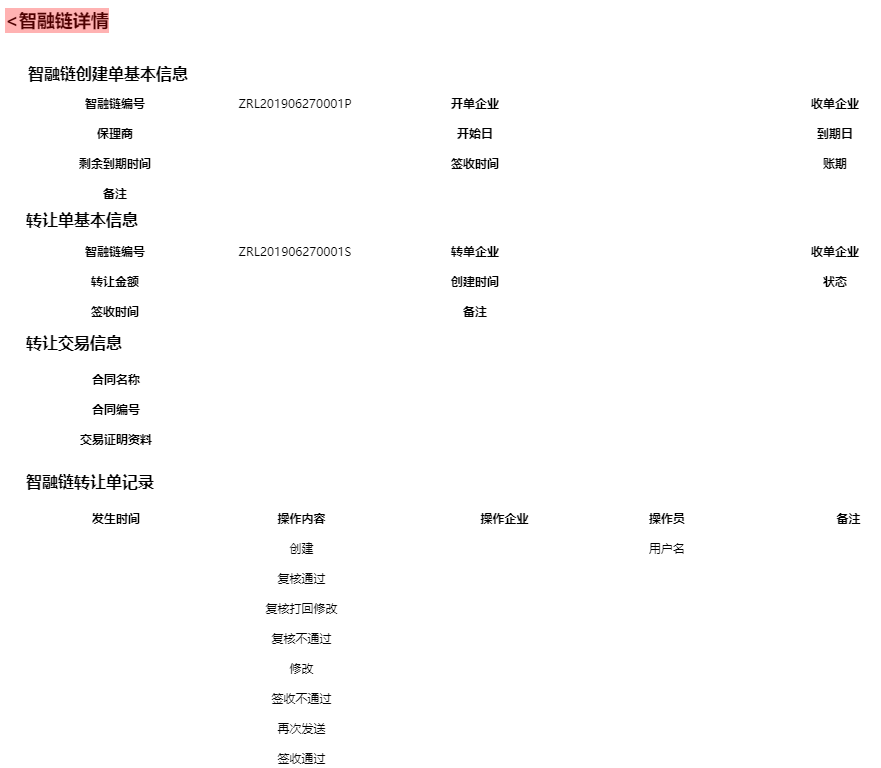 <智融链详情
智融链创建单基本信息
智融链编号 ZRL201906270001P 开单企业 收单企业
保理商 开始日 到期日
剩余到期时间 签收时间 账期
备注
转让单基本信息
智融链编号 ZRL201906270001S 转单企业 收单企业
转让金额 创建时间 状态
签收时间 备注
转让交易信息
合同名称
合同编号
交易证明资料
智融链转让单记录
发生时间 操作内容 操作企业 操作员 备注
创建 用户名
复核通过
复核打回修改
复核不通过
修改
签收不通过
再次发送
签收通过